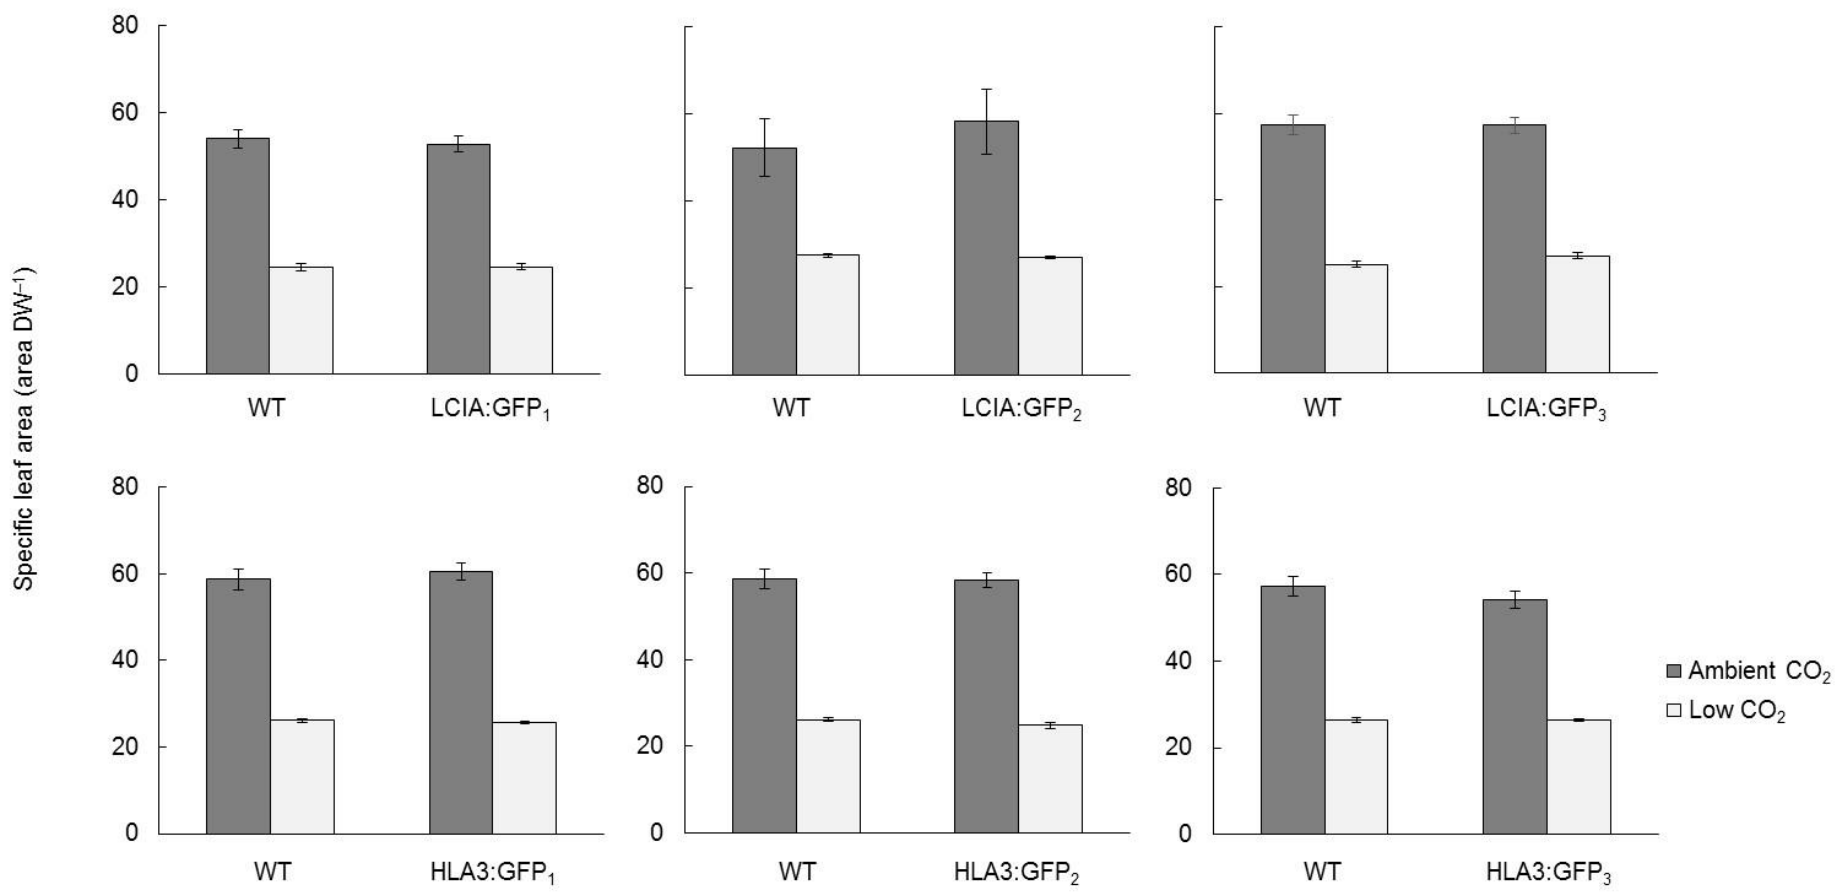 Specific leaf area (area DW⁻¹)
80
60
40
20
0
WT LCIA:GFP₁
WT LCIA:GFP₂
WT LCIA:GFP₃
80
60
40
20
0
WT HLA3:GFP₁
80
60
40
20
0
WT HLA3:GFP₂
80
60
40
20
0
WT HLA3:GFP₃
Ambient CO₂
Low CO₂